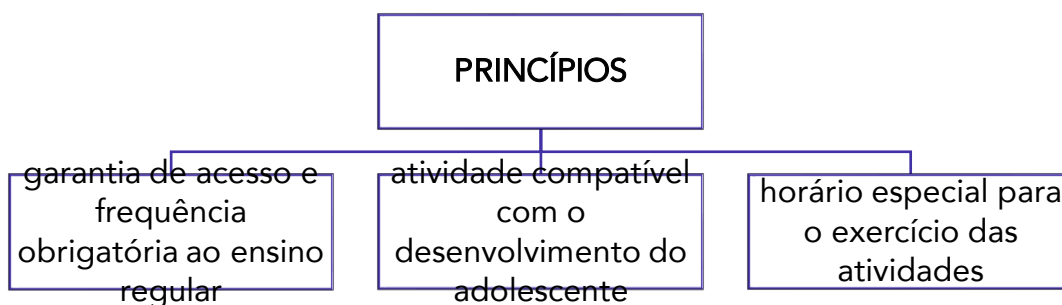 PRINCÍPIOS
garantia de acesso e
frequência
obrigatória ao ensino
regular
atividade compatível
com o
desenvolvimento do
adolescente
horário especial para
o exercício das
atividades